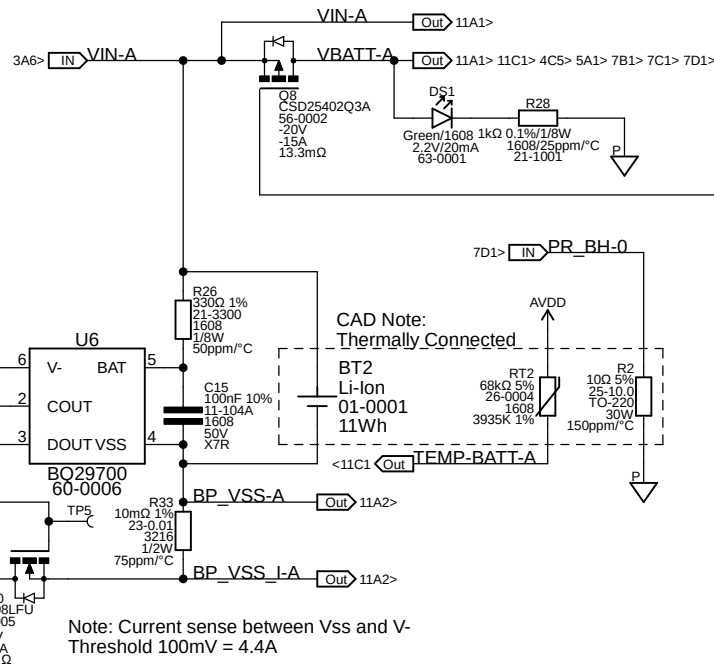 VIN-A
Out 11A1>
3A6> IN VIN-A
VBATT-A
Out 11A1> 11C1> 4C5> 5A1> 7B1> 7C1> 7D1>
Q8
CSD25402Q3A
56-0002
-20V
-15A
13.3mΩ
DS1
Green/1608
2.2V/20mA
63-0001
R28
1kΩ 0.1%/1/8W
1608/25ppm/°C
21-1001
P
7D1> IN PR_BH-0
R26
330Ω 1%
21-3300
1608
1/8W
50ppm/°C
AVDD
CAD Note:
Thermally Connected
U6
6 V- BAT 5
2 COUT
3 DOUT VSS 4
BQ29700
60-0006
C15
100nF 10%
11-104A
1608
50V
X7R
BT2
Li-Ion
01-0001
11Wh
RT2
68kΩ 5%
26-0004
1608
3935K 1%
R2
10Ω 5%
25-10.0
TO-220
30W
150ppm/°C
<11C1 Out TEMP-BATT-A
P
BP_VSS-A
Out 11A2>
TP5
R33
10mΩ 1%
23-0.01
3216
1/2W
75ppm/°C
BP_VSS_I-A
Out 11A2>
Note: Current sense between Vss and V-
Threshold 100mV = 4.4A